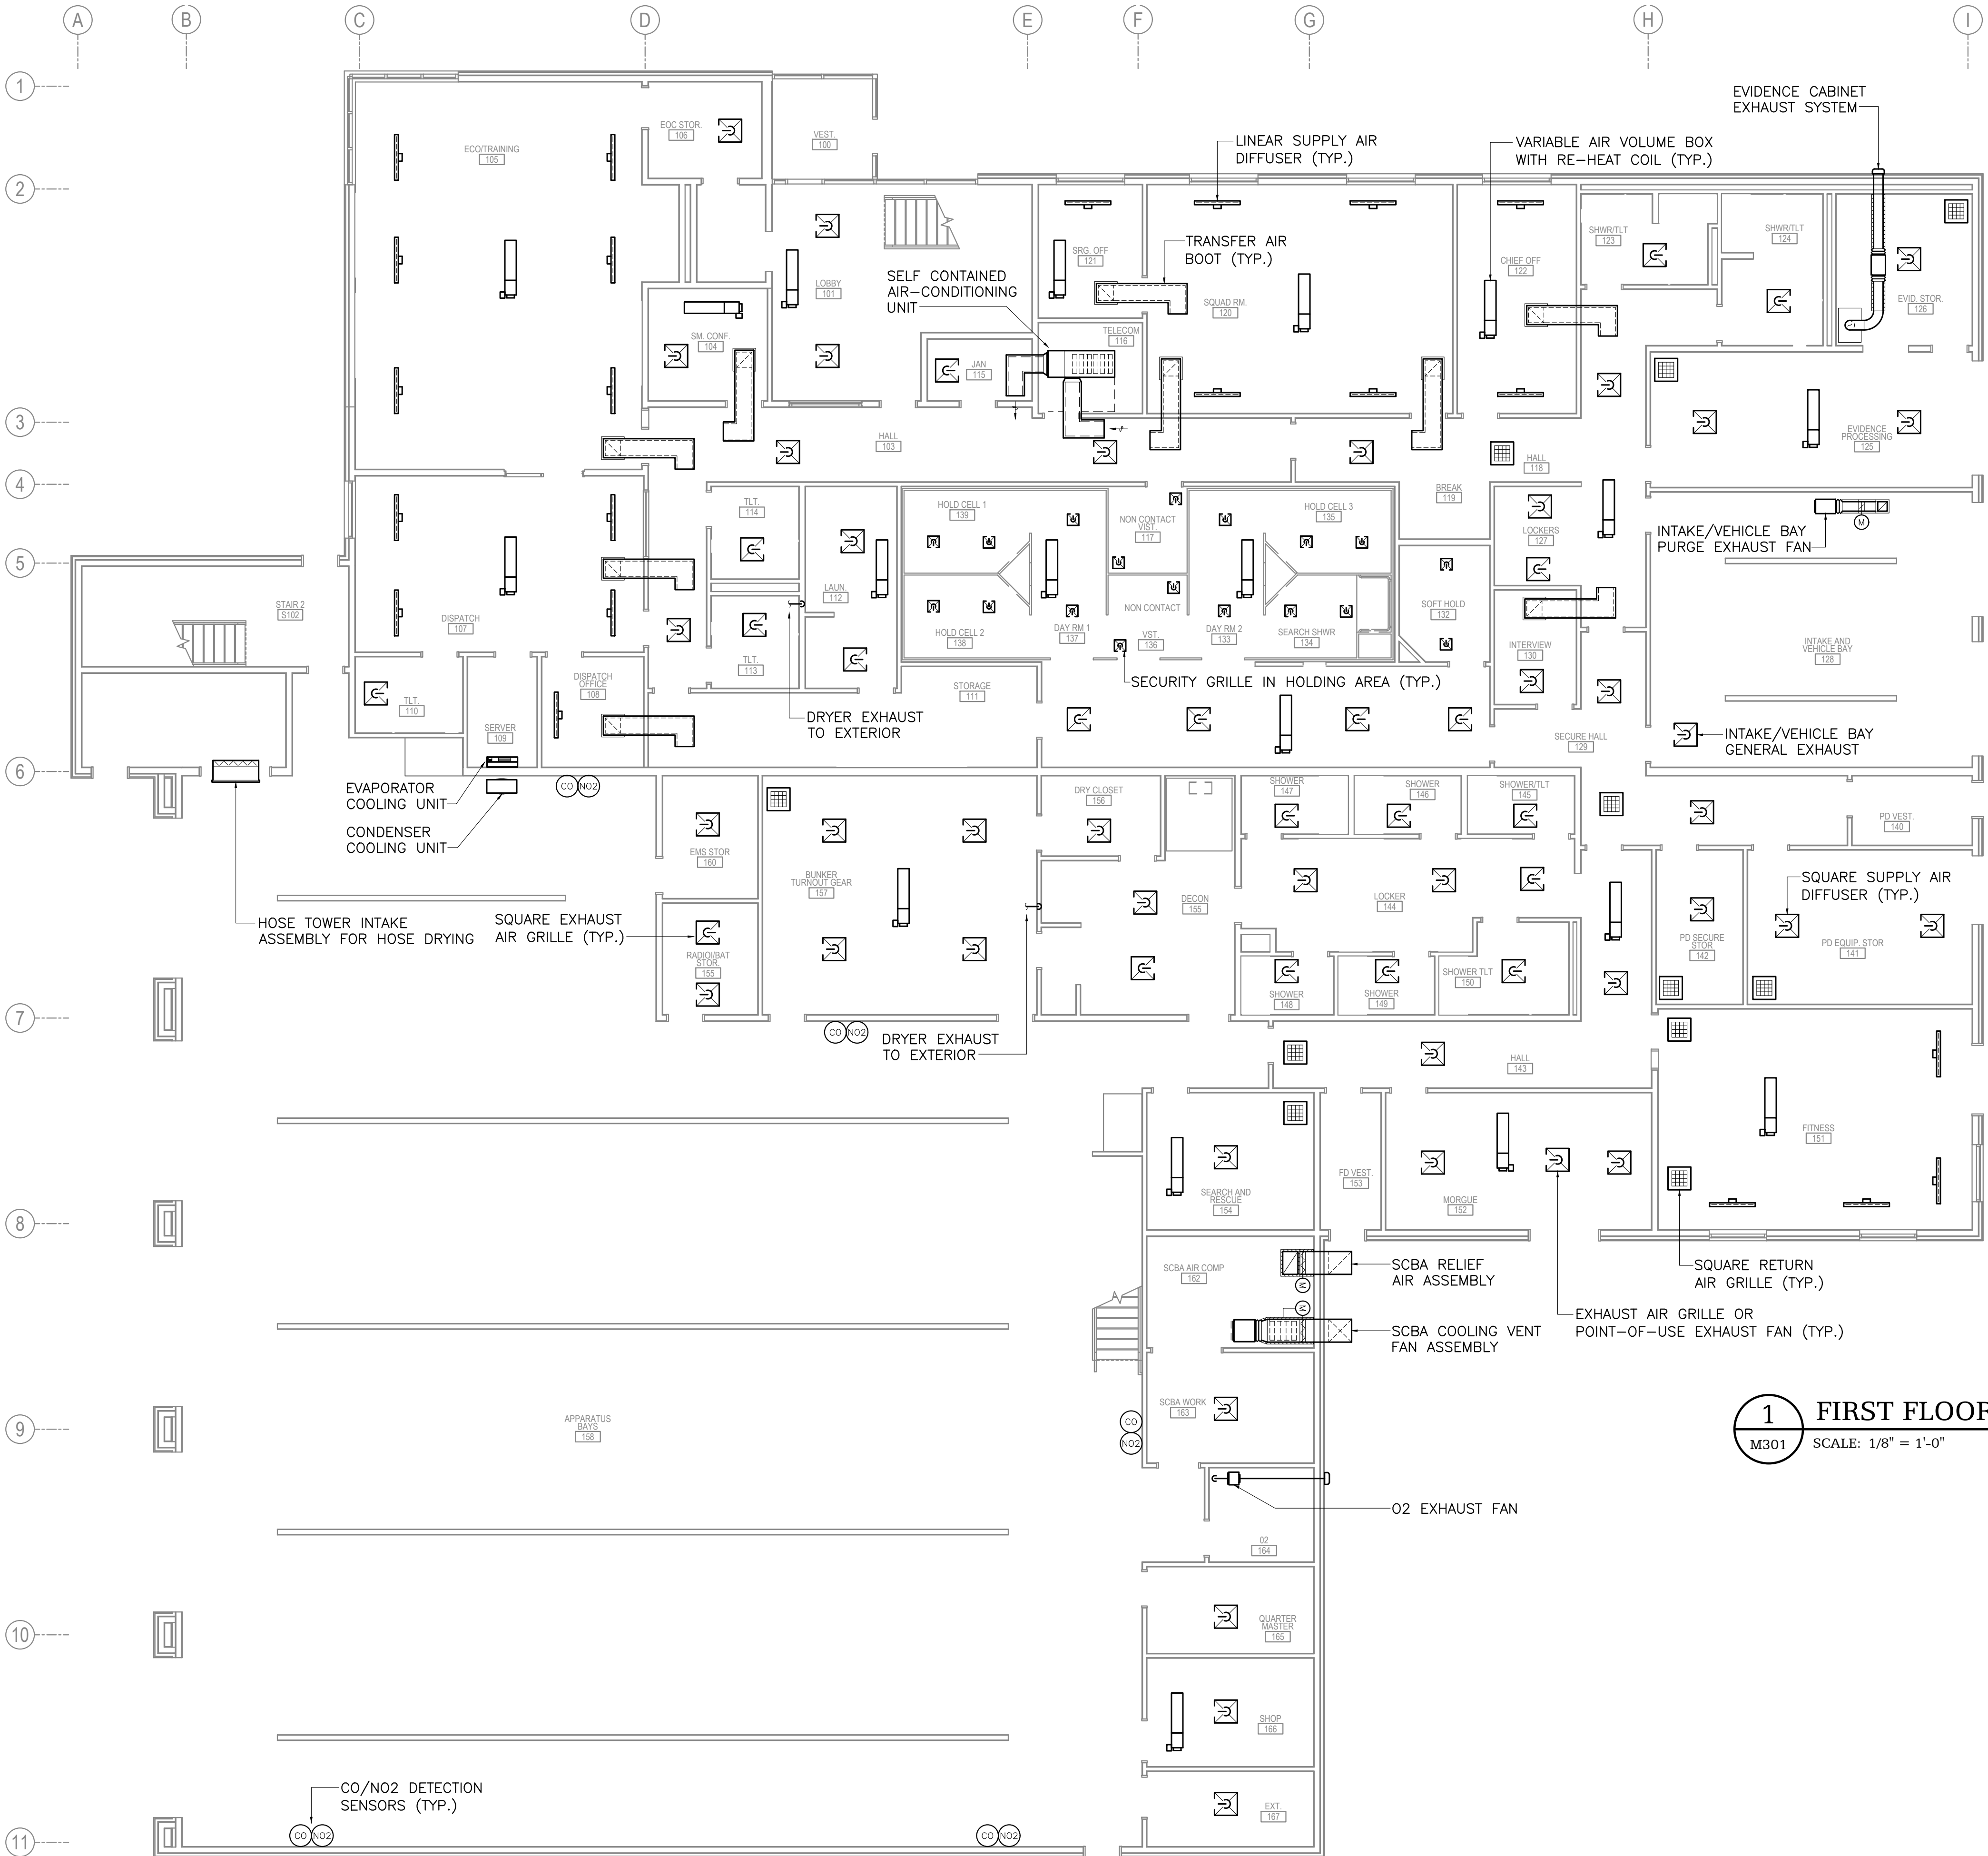 A
B
C
D
E
F
G
H
I
1
2
3
4
5
6
7
8
9
10
11
EVIDENCE CABINET
EXHAUST SYSTEM
LINEAR SUPPLY AIR
DIFFUSER (TYP.)
VARIABLE AIR VOLUME BOX
WITH RE-HEAT COIL (TYP.)
EOC STOR.
106
VEST.
100
ECO/TRAINING
105
SHWR/TLT
123
SHWR/TLT
124
TRANSFER AIR
BOOT (TYP.)
SRG. OFF
121
CHIEF OFF
122
SELF CONTAINED
AIR-CONDITIONING
UNIT
LOBBY
101
SQUAD RM.
120
EVID. STOR.
126
SM. CONF.
104
TELECOM
116
JAN
115
HALL
103
EVIDENCE
PROCESSING
125
HALL
118
BREAK
119
TLT.
114
HOLD CELL 1
139
NON CONTACT
VIST.
117
HOLD CELL 3
135
LOCKERS
127
INTAKE/VEHICLE BAY
PURGE EXHAUST FAN
M
LAUN.
112
STAIR 2
S102
DISPATCH
107
TLT.
113
HOLD CELL 2
138
DAY RM 1
137
NON CONTACT
VST.
136
DAY RM 2
133
SEARCH SHWR
134
SOFT HOLD
132
INTERVIEW
130
INTAKE AND
VEHICLE BAY
128
SECURITY GRILLE IN HOLDING AREA (TYP.)
DISPATCH
OFFICE
108
TLT.
110
SERVER
109
STORAGE
111
DRYER EXHAUST
TO EXTERIOR
SECURE HALL
129
INTAKE/VEHICLE BAY
GENERAL EXHAUST
EVAPORATOR
COOLING UNIT
CONDENSER
COOLING UNIT
CO NO2
DRY CLOSET
156
SHOWER
147
SHOWER
146
SHOWER/TLT
145
PD VEST.
140
EMS STOR
160
BUNKER
TURNOUT GEAR
157
DECON
155
LOCKER
144
SQUARE SUPPLY AIR
DIFFUSER (TYP.)
HOSE TOWER INTAKE
ASSEMBLY FOR HOSE DRYING
SQUARE EXHAUST
AIR GRILLE (TYP.)
RADIOI/BAT
STOR.
155
PD SECURE
STOR
142
PD EQUIP. STOR
141
SHOWER
148
SHOWER
149
SHOWER TLT
150
CO NO2
DRYER EXHAUST
TO EXTERIOR
HALL
143
FITNESS
151
SEARCH AND
RESCUE
154
FD VEST.
153
MORGUE
152
SCBA AIR COMP
162
M
SCBA RELIEF
AIR ASSEMBLY
SQUARE RETURN
AIR GRILLE (TYP.)
M
SCBA COOLING VENT
FAN ASSEMBLY
EXHAUST AIR GRILLE OR
POINT-OF-USE EXHAUST FAN (TYP.)
SCBA WORK
163
CO
NO2
APPARATUS
BAYS
158
1
M301
FIRST FLOOR
SCALE: 1/8" = 1'-0"
O2 EXHAUST FAN
02
164
QUARTER
MASTER
165
SHOP
166
CO/NO2 DETECTION
SENSORS (TYP.)
CO NO2
CO NO2
EXT.
167